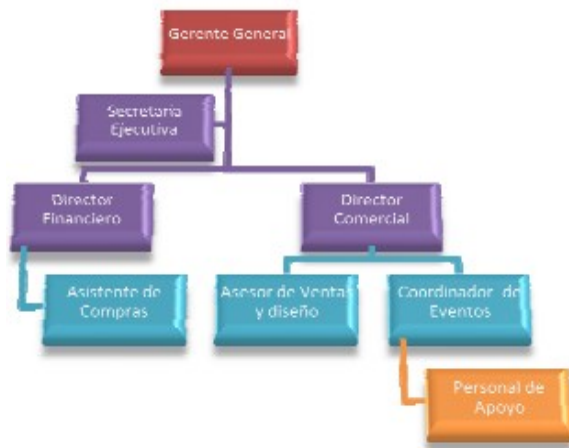 Gerente General
Secretaria
Ejecutiva
Director
Financiero
Director
Comercial
Asistente de
Compras
Asesor de Ventas
y diseño
Coordinador de
Eventos
Personal de
Apoyo